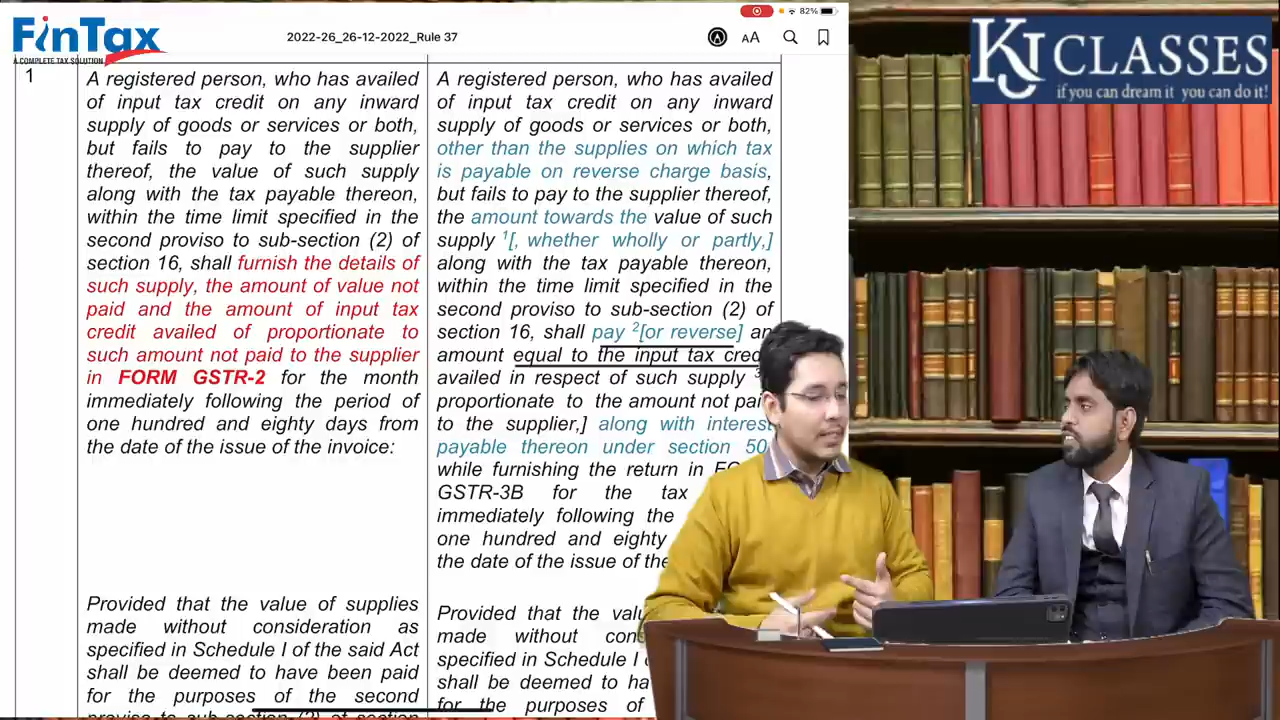 FinTax
A COMPLETE TAX SOLUTION
2022-26_26-12-2022_Rule 37
82%
AA
KJ CLASSES
if you can dream it you can do it!
1
A registered person, who has availed
of input tax credit on any inward
supply of goods or services or both,
but fails to pay to the supplier
thereof, the value of such supply
along with the tax payable thereon,
within the time limit specified in the
second proviso to sub-section (2) of
section 16, shall furnish the details of
such supply, the amount of value not
paid and the amount of input tax
credit availed of proportionate to
such amount not paid to the supplier
in FORM GSTR-2 for the month
immediately following the period of
one hundred and eighty days from
the date of the issue of the invoice:
Provided that the value of supplies
made without consideration as
specified in Schedule I of the said Act
shall be deemed to have been paid
for the purposes of the second
proviso to sub-section (2) of section
A registered person, who has availed
of input tax credit on any inward
supply of goods or services or both,
other than the supplies on which tax
is payable on reverse charge basis,
but fails to pay to the supplier thereof,
the amount towards the value of such
supply 1[, whether wholly or partly,]
along with the tax payable thereon,
within the time limit specified in the
second proviso to sub-section (2) of
section 16, shall pay 2[or reverse] an
amount equal to the input tax cred
availed in respect of such supply
proportionate to the amount not pai
to the supplier,] along with interest
payable thereon under section 50
while furnishing the return in
GSTR-3B for the tax
immediately following the
one hundred and eighty
the date of the issue of the
Provided that the valu
made without con
specified in Schedule I
shall be deemed to ha
for the purposes of